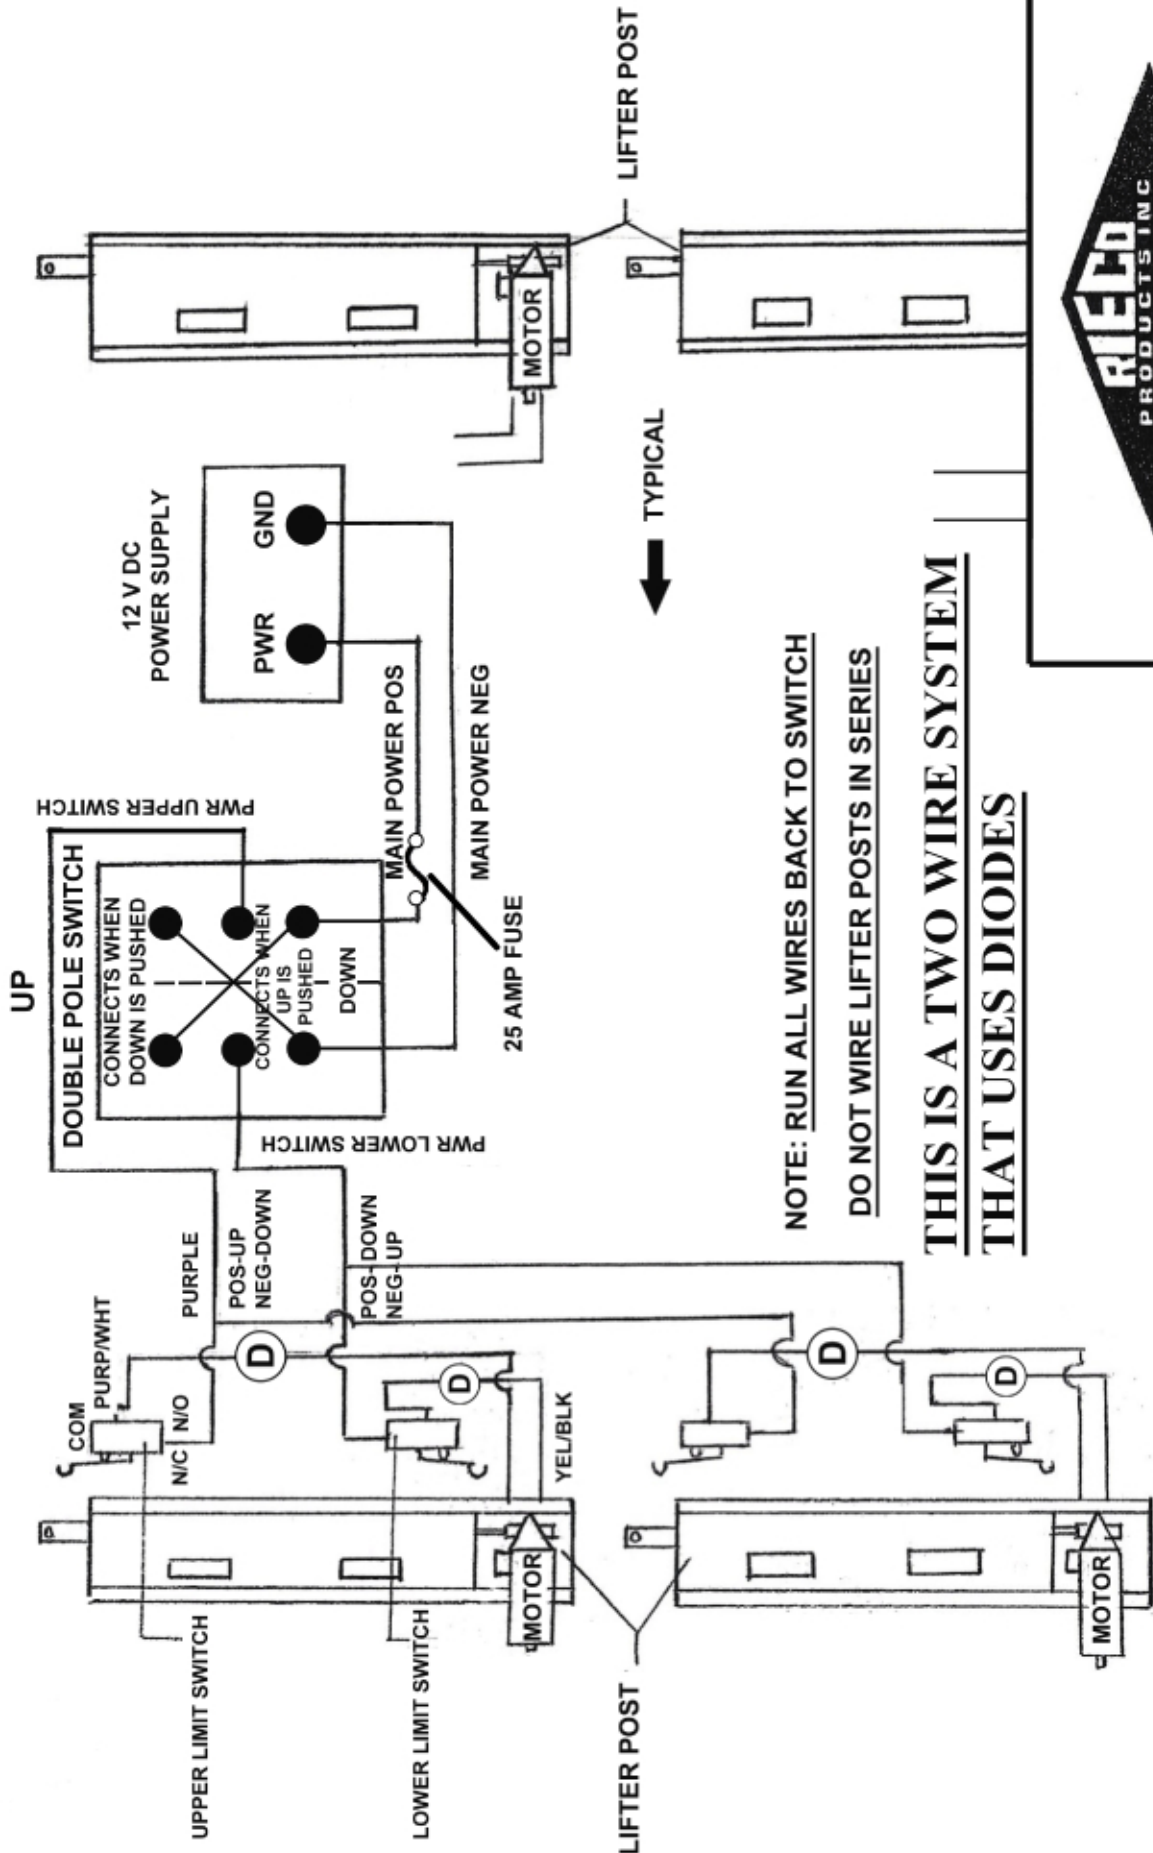 UP
DOUBLE POLE SWITCH
CONNECTS WHEN
DOWN IS PUSHED
CONNECTS WHEN
UP IS
PUSHED
DOWN
PWR UPPER SWITCH
PWR LOWER SWITCH
12 V DC
POWER SUPPLY
PWR
GND
MAIN POWER POS
MAIN POWER NEG
25 AMP FUSE
COM
PURP/WHT
N/C
N/O
PURPLE
POS-UP
NEG-DOWN
POS-DOWN
NEG-UP
D
D
YEL/BLK
UPPER LIMIT SWITCH
LOWER LIMIT SWITCH
MOTOR
MOTOR
LIFTER POST
LIFTER POST
TYPICAL
D
D
MOTOR
NOTE: RUN ALL WIRES BACK TO SWITCH
DO NOT WIRE LIFTER POSTS IN SERIES
THIS IS A TWO WIRE SYSTEM
THAT USES DIODES
RIECO
PRODUCTS INC